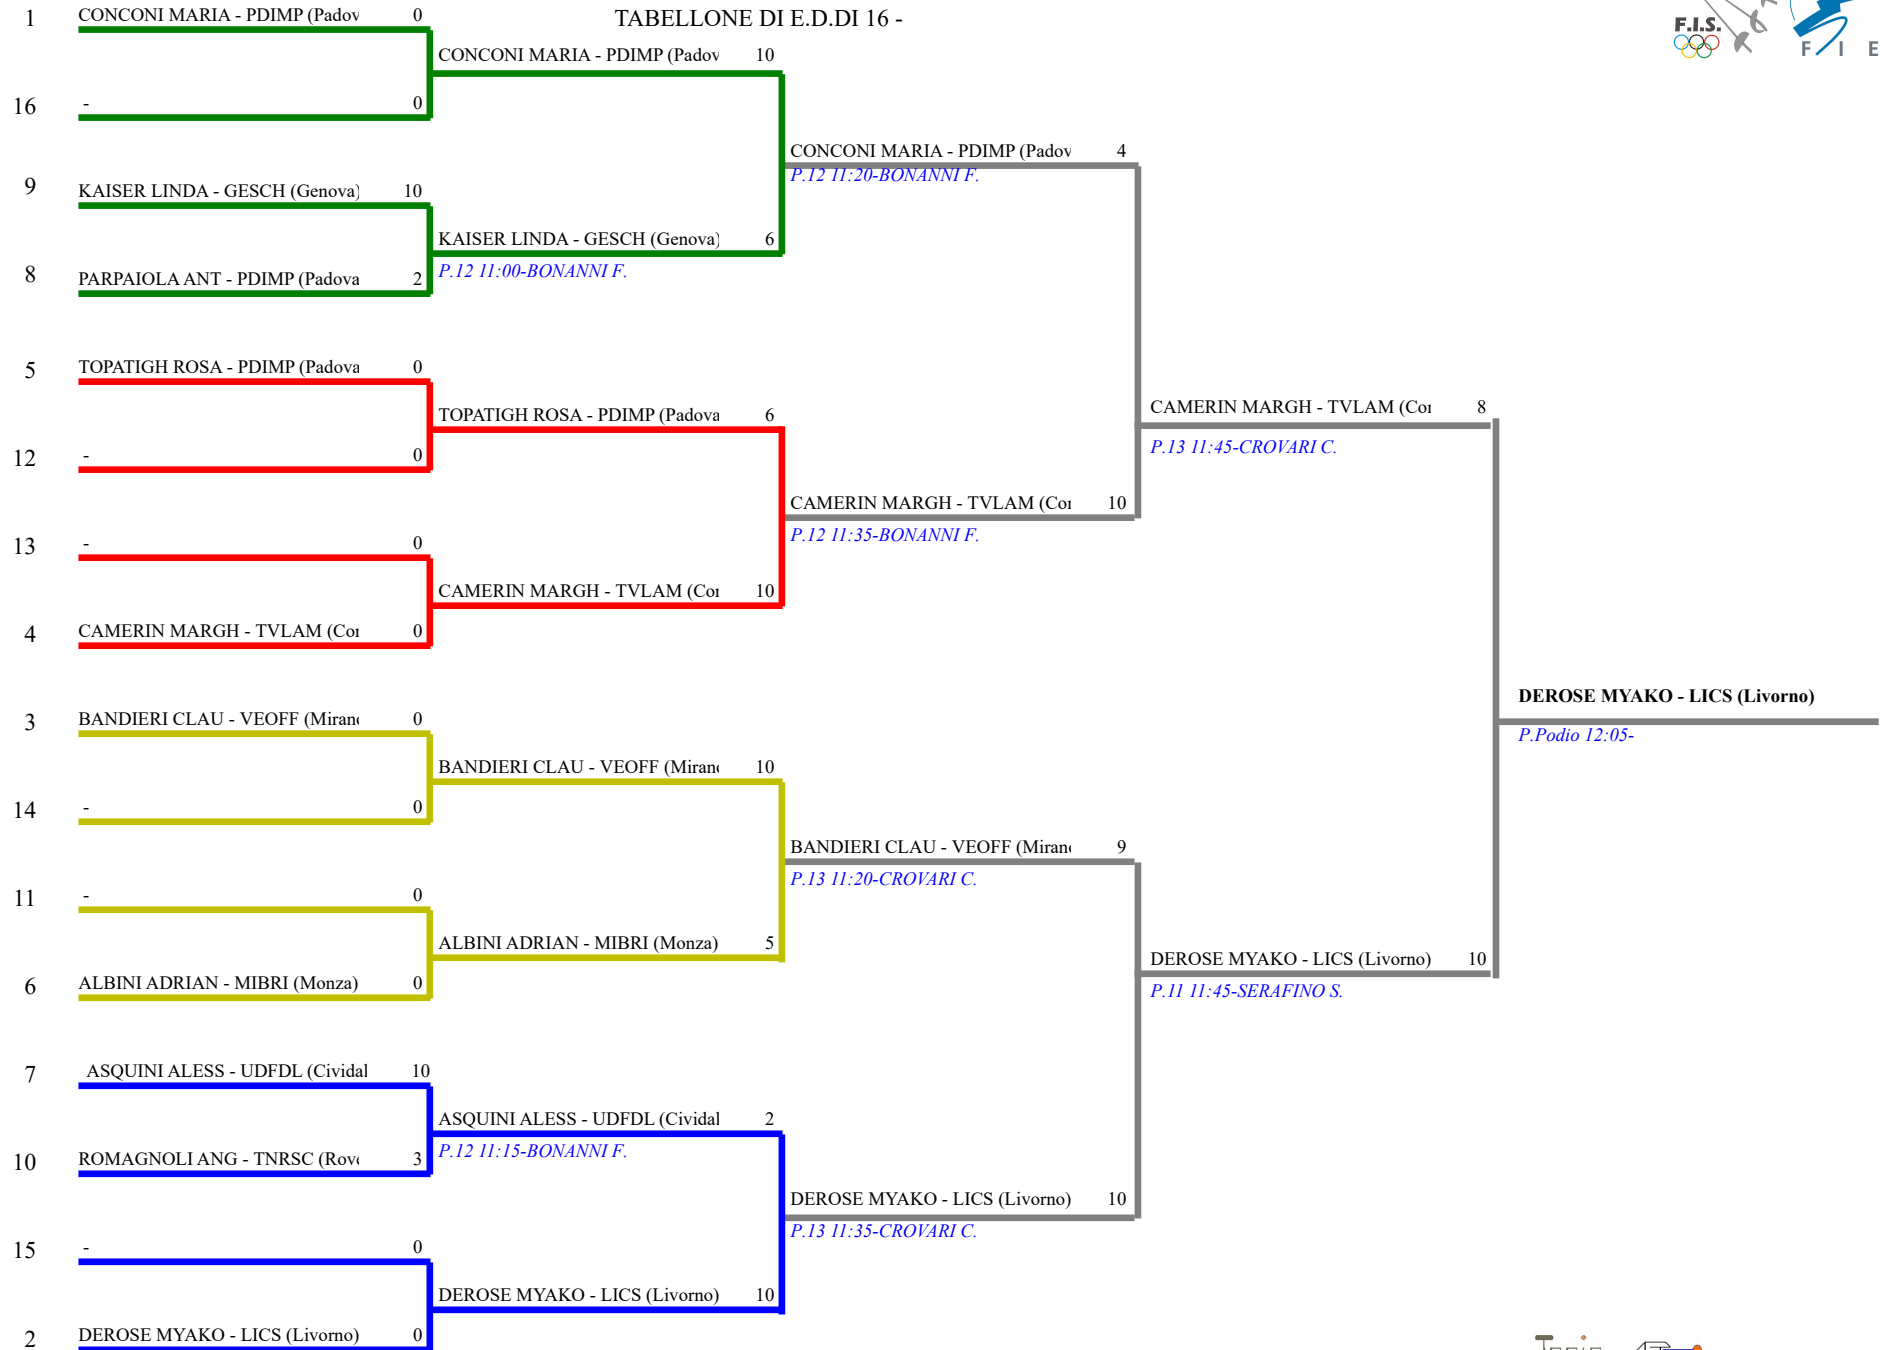 TABELLONE DI E.D.DI 16 -
F.I.S.
F I E
1 CONCONI MARIA - PDIMP (Padov 0
CONCONI MARIA - PDIMP (Padov 10
16 - 0
CONCONI MARIA - PDIMP (Padov 4
P.12 11:20-BONANNI F.
9 KAISER LINDA - GESCH (Genova) 10
KAISER LINDA - GESCH (Genova) 6
P.12 11:00-BONANNI F.
8 PARPAIOLA ANT - PDIMP (Padova 2
5 TOPATIGH ROSA - PDIMP (Padova 0
TOPATIGH ROSA - PDIMP (Padova 6
CAMERIN MARGH - TVLAM (Cor 8
P.13 11:45-CROVARI C.
12 - 0
CAMERIN MARGH - TVLAM (Cor 10
P.12 11:35-BONANNI F.
13 - 0
CAMERIN MARGH - TVLAM (Cor 10
4 CAMERIN MARGH - TVLAM (Cor 0
DEROSE MYAKO - LICS (Livorno)
P.Podio 12:05-
3 BANDIERI CLAU - VEOFF (Miran 0
BANDIERI CLAU - VEOFF (Miran 10
14 - 0
BANDIERI CLAU - VEOFF (Miran 9
P.13 11:20-CROVARI C.
11 - 0
ALBINI ADRIAN - MIBRI (Monza) 5
DEROSE MYAKO - LICS (Livorno) 10
P.11 11:45-SERAFINO S.
6 ALBINI ADRIAN - MIBRI (Monza) 0
7 ASQUINI ALESS - UDFDL (Cividal 10
ASQUINI ALESS - UDFDL (Cividal 2
P.12 11:15-BONANNI F.
10 ROMAGNOLI ANG - TNRSC (Rove 3
DEROSE MYAKO - LICS (Livorno) 10
P.13 11:35-CROVARI C.
15 - 0
DEROSE MYAKO - LICS (Livorno) 10
2 DEROSE MYAKO - LICS (Livorno) 0